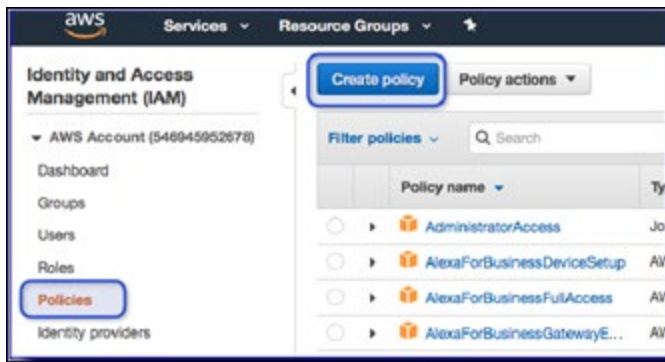 aws Services Resource Groups
Identity and Access
Management (IAM)
AWS Account (546945952678)
Dashboard
Groups
Users
Roles
Policies
Identity providers
Create policy Policy actions
Filter policies Search
Policy name Ty
AdministratorAccess Jo
AlexaForBusinessDeviceSetup AW
AlexaForBusinessFullAccess AW
AlexaForBusinessGatewayE... AW